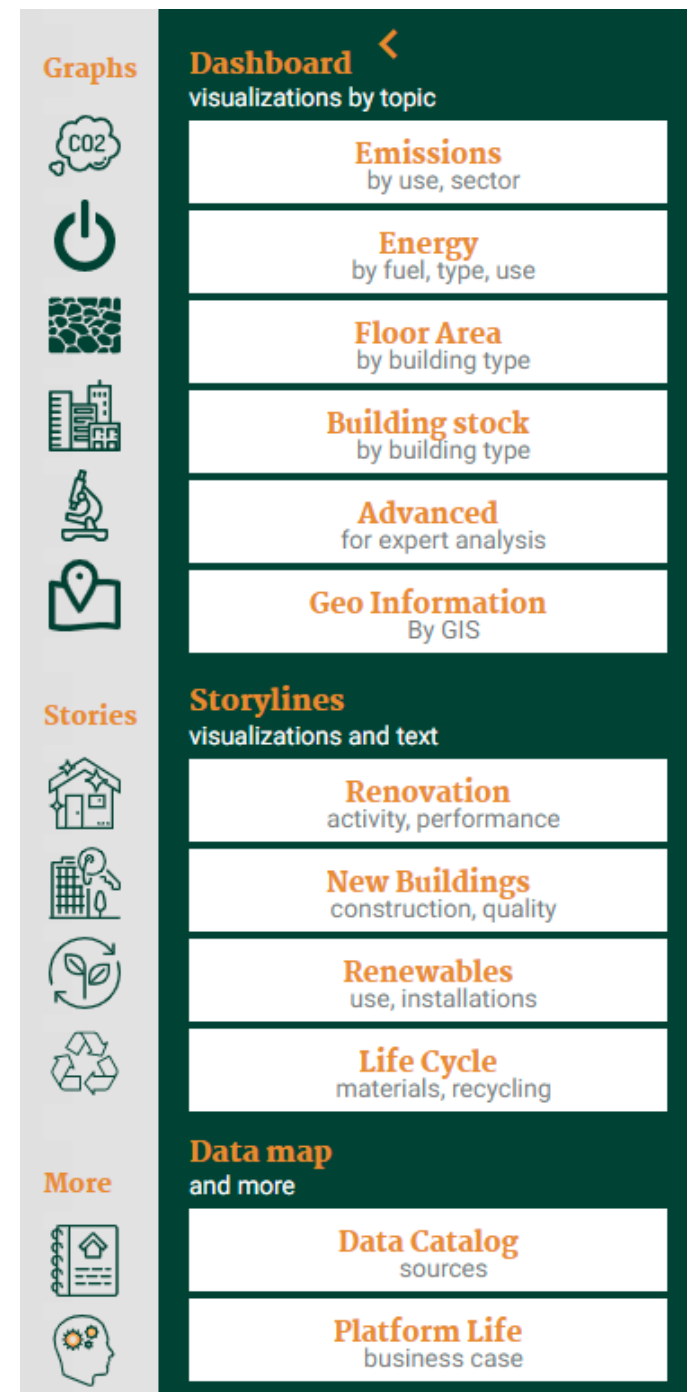 Graphs
CO2
Stories
More
Dashboard
visualizations by topic
Emissions
by use, sector
Energy
by fuel, type, use
Floor Area
by building type
Building stock
by building type
Advanced
for expert analysis
Geo Information
By GIS
Storylines
visualizations and text
Renovation
activity, performance
New Buildings
construction, quality
Renewables
use, installations
Life Cycle
materials, recycling
Data map
and more
Data Catalog
sources
Platform Life
business case